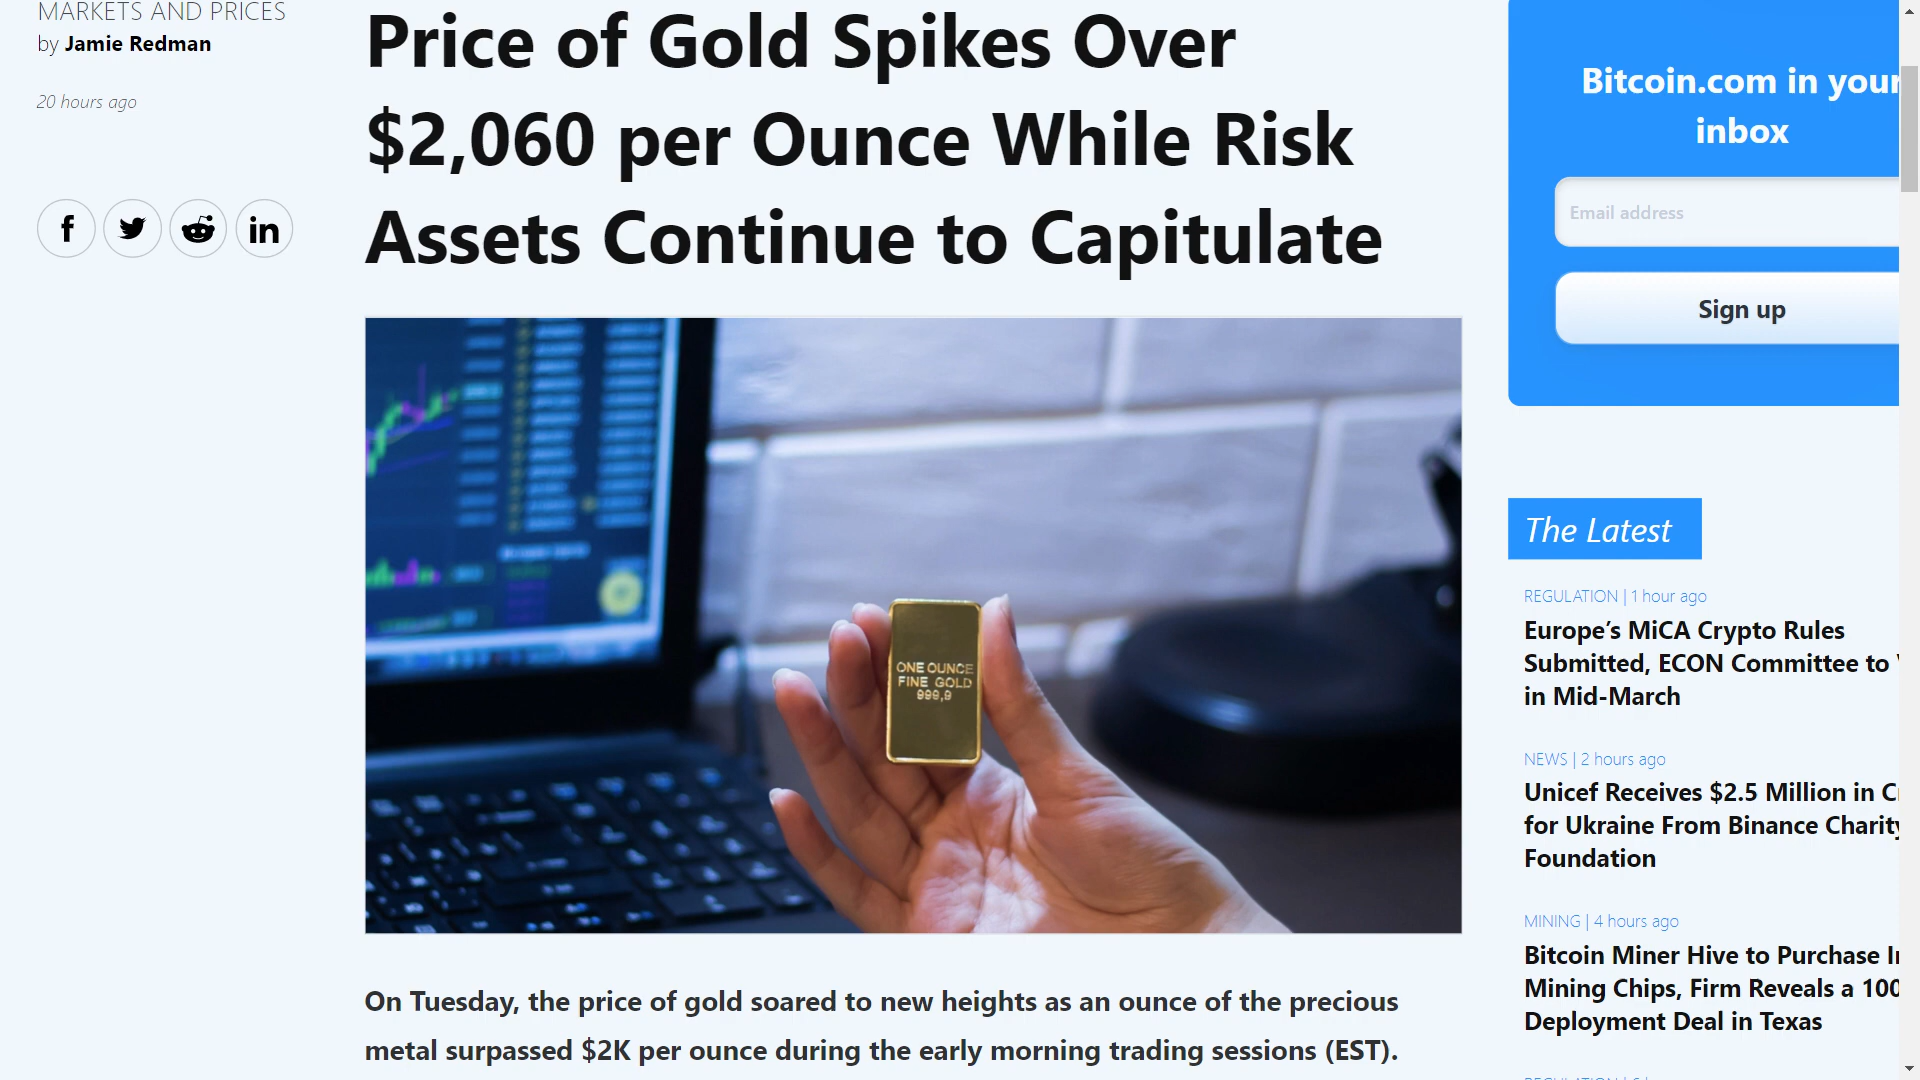 MARKETS AND PRICES
by Jamie Redman
20 hours ago
Price of Gold Spikes Over
$2,060 per Ounce While Risk
Assets Continue to Capitulate
ONE OUNCE
FINE GOLD
999,9
On Tuesday, the price of gold soared to new heights as an ounce of the precious
metal surpassed $2K per ounce during the early morning trading sessions (EST).
Bitcoin.com in your
inbox
Email address
Sign up
The Latest
REGULATION | 1 hour ago
Europe’s MiCA Crypto Rules
Submitted, ECON Committee to
in Mid-March
NEWS | 2 hours ago
Unicef Receives $2.5 Million in
for Ukraine From Binance Charity
Foundation
MINING | 4 hours ago
Bitcoin Miner Hive to Purchase
Mining Chips, Firm Reveals a 100
Deployment Deal in Texas